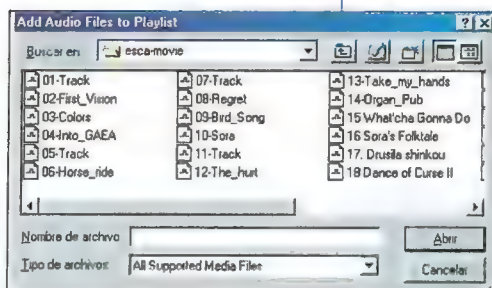 Add Audio Files to Playlist
Buscar en:
esca-movie
01-Track
02-First_Vision
03-Colors
04-Into_GAEA
05-Track
06-Horse_ride
07-Track
08-Regret
09-Bird_Song
10-Sora
11-Track
12-The_hurt
13-Take_my_hands
14-Organ_Pub
15 What'cha Gonna Do
16 Sora's Folktale
17. Drusila shinkou
18 Dance of Curse II
Nombre de archivo:
Abrir
Tipo de archivos:
All Supported Media Files
Cancelar